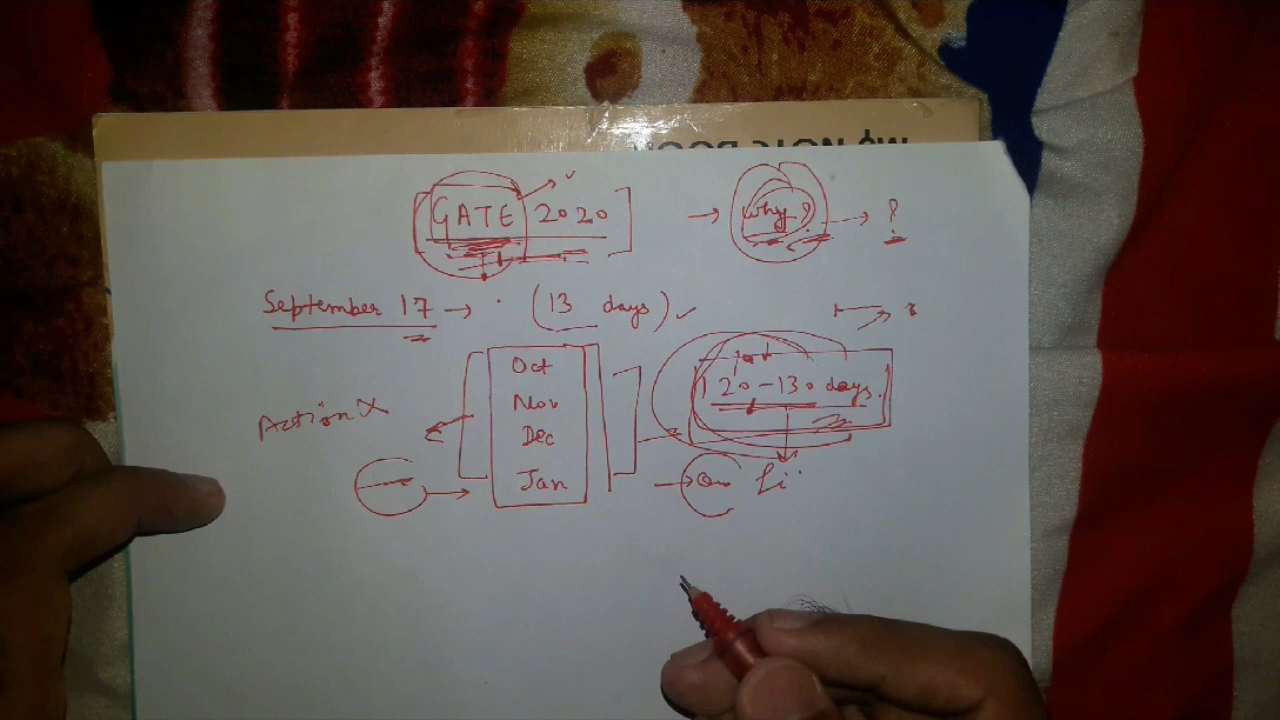 GATE 2020 → why ? → ?
September 17 → (13 days) ✓
Oct
120-130 days.
Nov
Action X
Dec
Jan